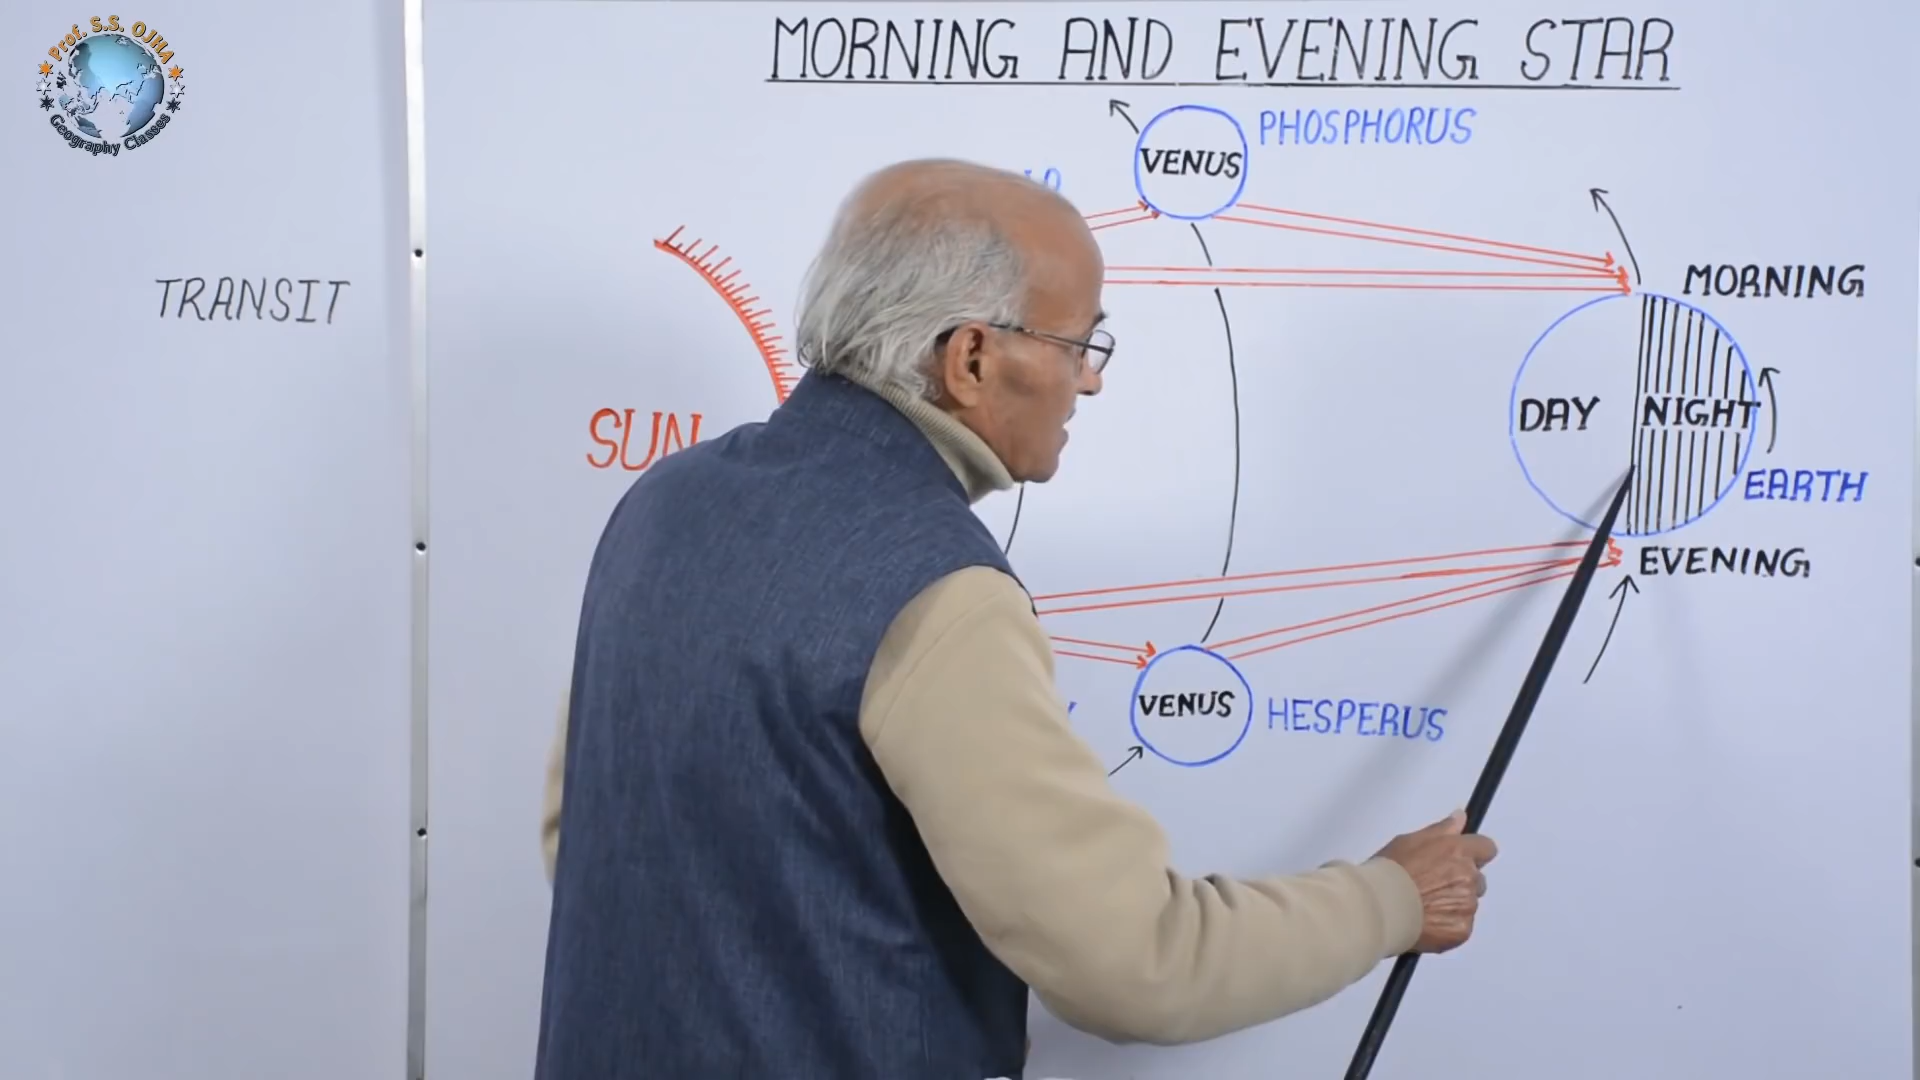 Prof. S.S. OJHA
Geography Classes
MORNING AND EVENING STAR
VENUS
PHOSPHORUS
TRANSIT
MORNING
SUN
DAY
NIGHT
EARTH
EVENING
VENUS
HESPERUS